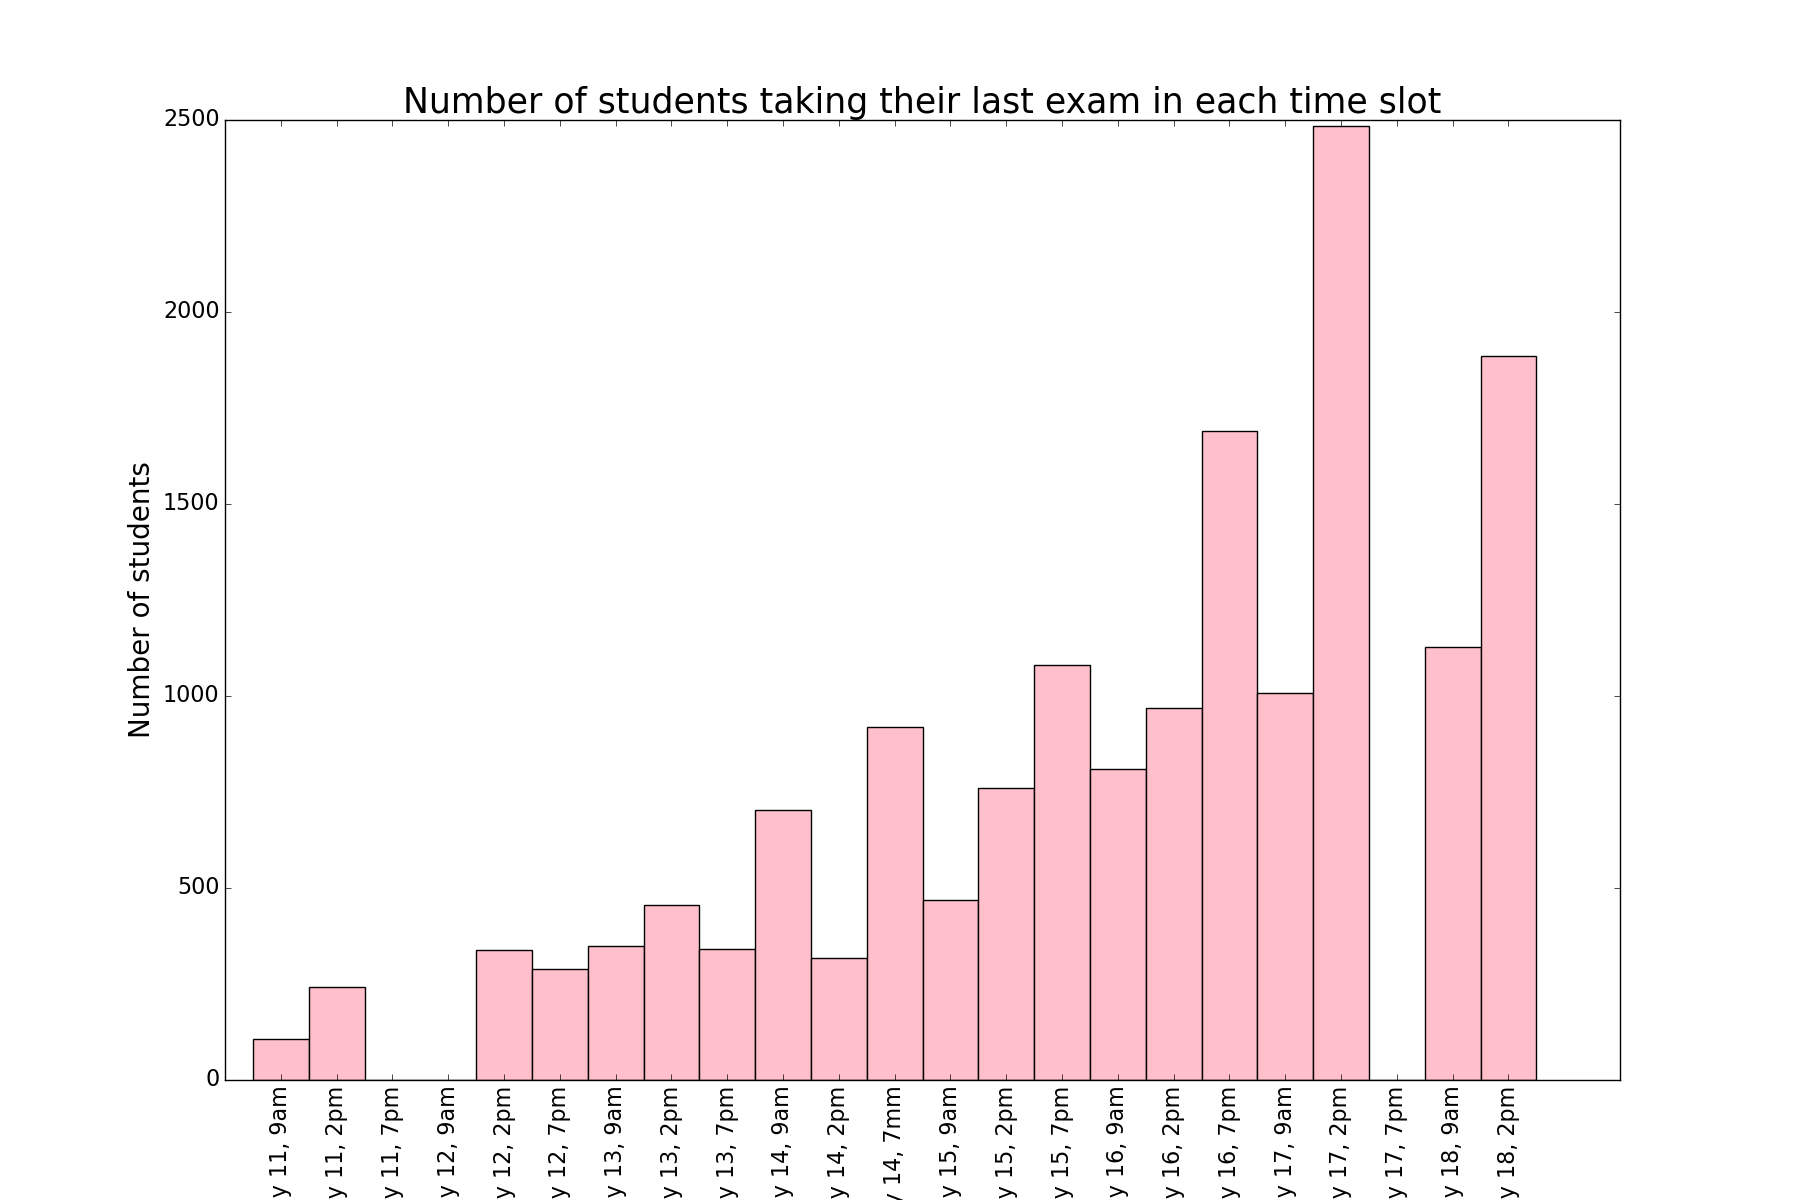 Number of students taking their last exam in each time slot
Number of students
2500
2000
1500
1000
500
0
y 11, 9am
y 11, 2pm
y 11, 7pm
y 12, 9am
y 12, 2pm
y 12, 7pm
y 13, 9am
y 13, 2pm
y 13, 7pm
y 14, 9am
y 14, 2pm
y 14, 7mm
y 15, 9am
y 15, 2pm
y 15, 7pm
y 16, 9am
y 16, 2pm
y 16, 7pm
y 17, 9am
y 17, 2pm
y 17, 7pm
y 18, 9am
y 18, 2pm